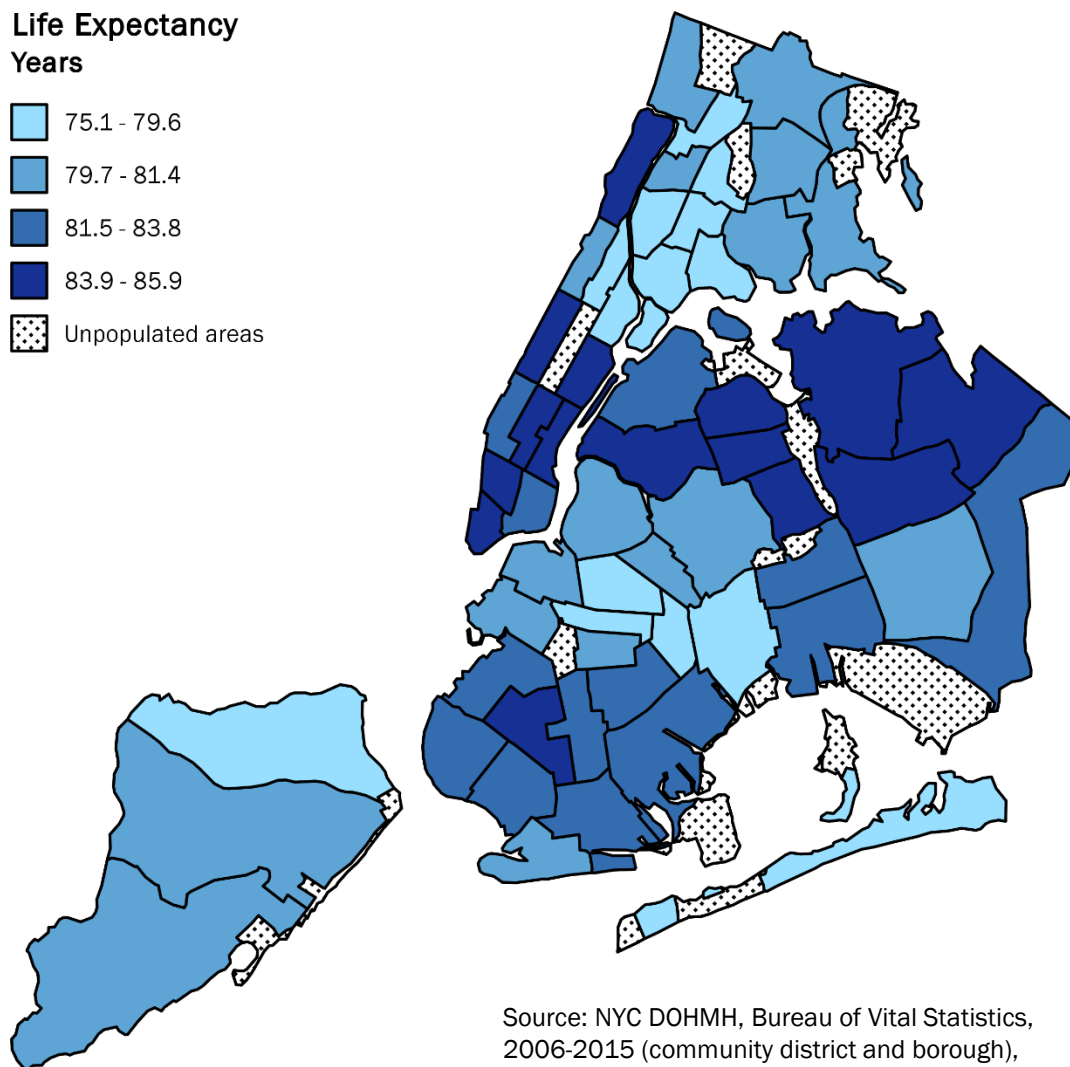 Life Expectancy
Years
75.1 - 79.6
79.7 - 81.4
81.5 - 83.8
83.9 - 85.9
Unpopulated areas
Source: NYC DOHMH, Bureau of Vital Statistics,
2006-2015 (community district and borough),